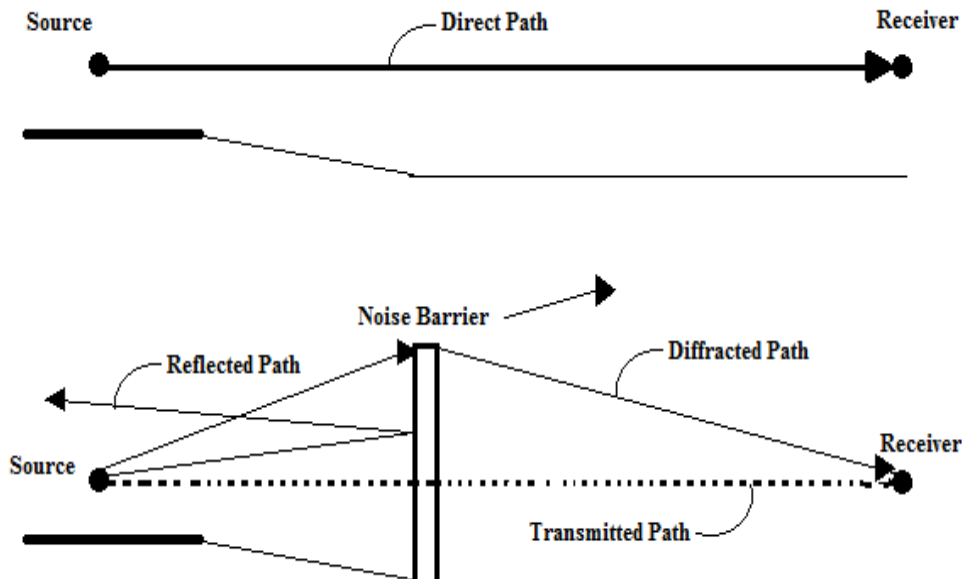 Source
Direct Path
Receiver
Noise Barrier
Reflected Path
Diffracted Path
Source
Receiver
Transmitted Path